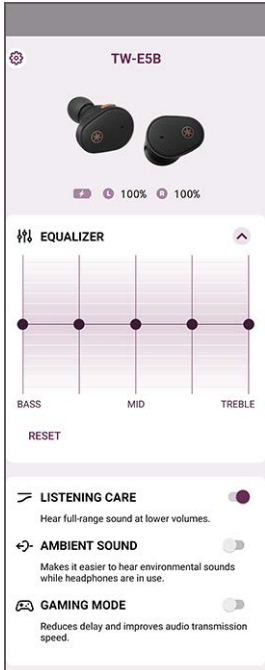 TW-E5B
L 100% R 100%
EQUALIZER
BASS MID TREBLE
RESET
LISTENING CARE
Hear full-range sound at lower volumes.
AMBIENT SOUND
Makes it easier to hear environmental sounds
while headphones are in use.
GAMING MODE
Reduces delay and improves audio transmission
speed.